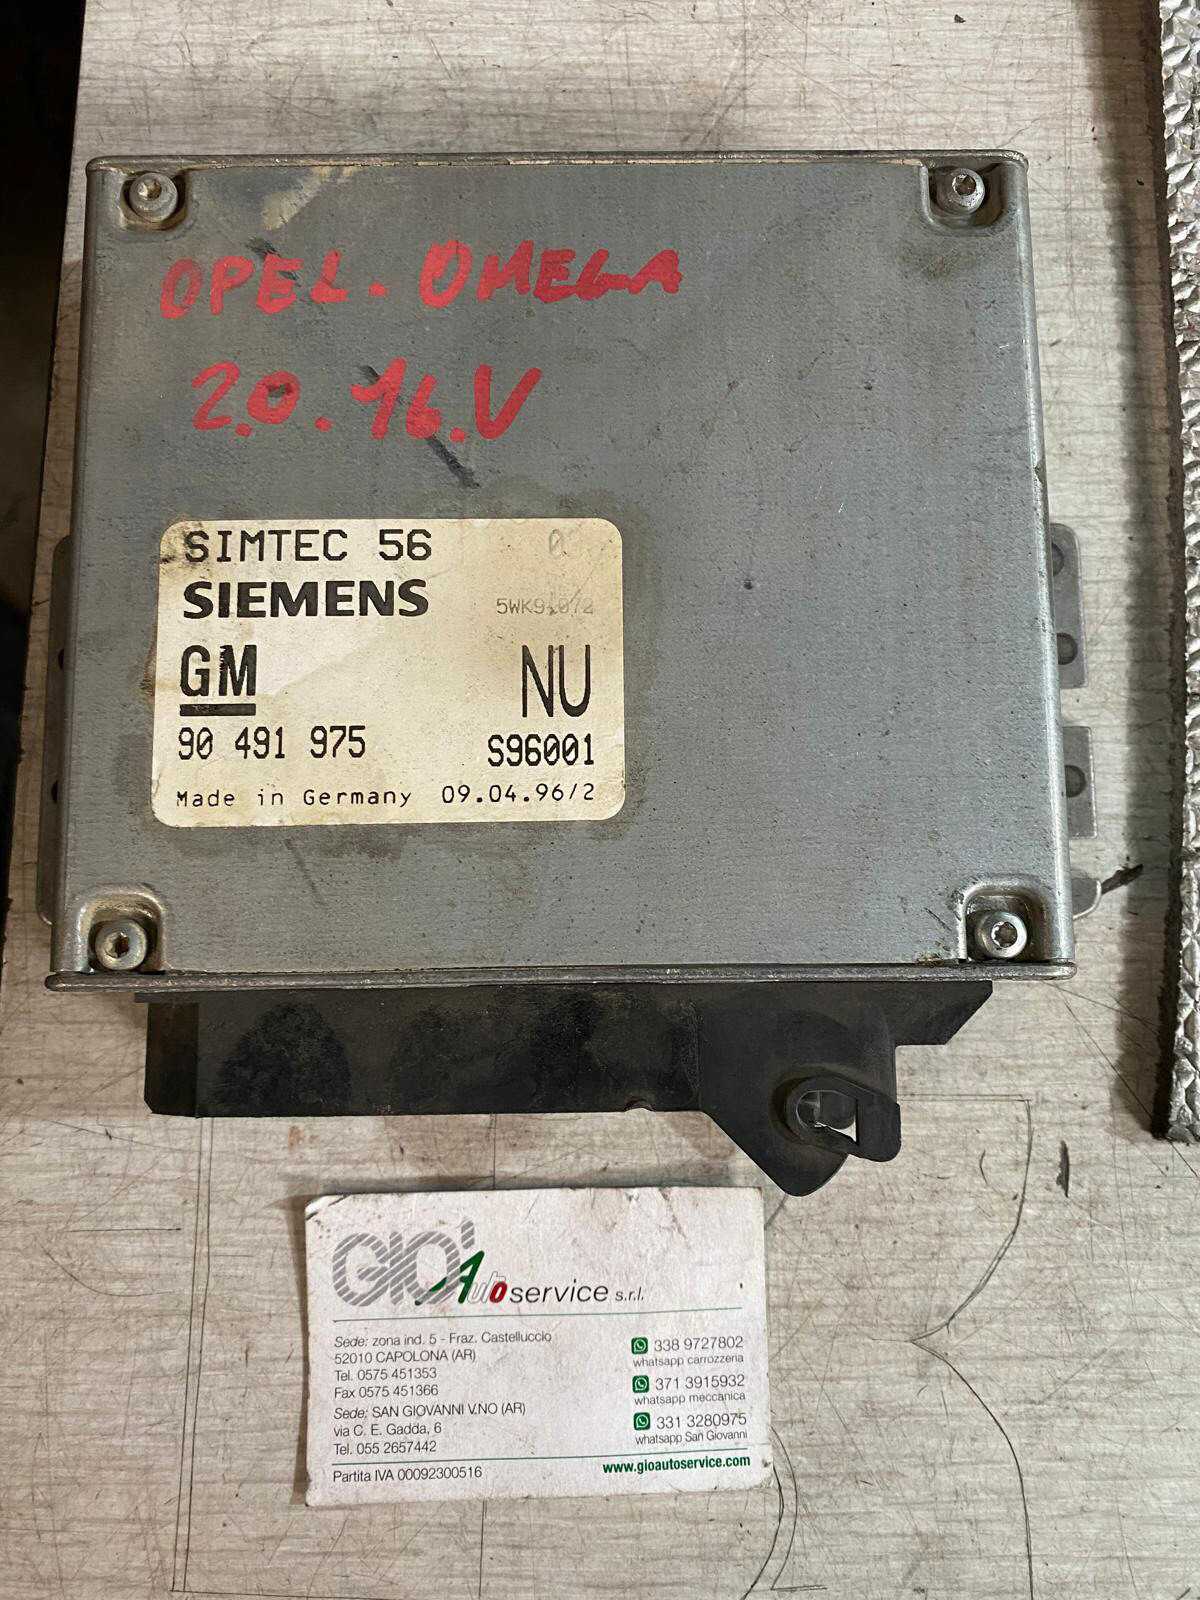 OPEL. OMEGA
2.0. 16.V
SIMTEC 56
SIEMENS
GM NU
90 491 975 S96001
Made in Germany 09.04.96/2
GIO' Auto service s.r.l.
Sede: zona ind. 5 - Fraz. Castelluccio
52010 CAPOLONA (AR)
Tel. 0575 451353
Fax 0575 451366
Sede: SAN GIOVANNI V.NO (AR)
via C. E. Gadda, 6
Tel. 055 2657442
Partita IVA 00092300516
338 9727802
whatsapp carrozzeria
371 3915932
whatsapp meccanica
331 3280975
whatsapp San Giovanni
www.gioautoservice.com